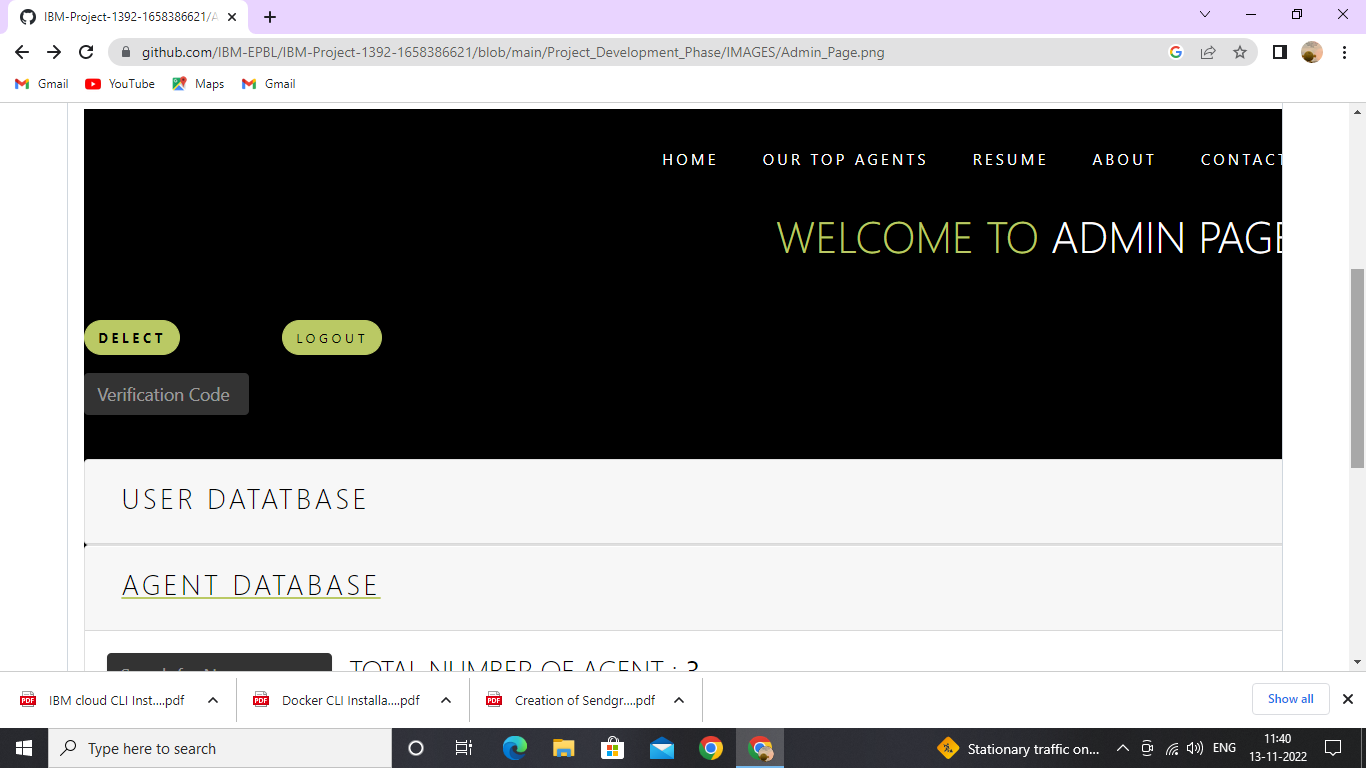 IBM-Project-1392-1658386621/A
github.com/IBM-EPBL/IBM-Project-1392-1658386621/blob/main/Project_Development_Phase/IMAGES/Admin_Page.png
Gmail YouTube Maps Gmail
HOME OUR TOP AGENTS RESUME ABOUT CONTACT
WELCOME TO ADMIN PAGE
DELECT LOGOUT
Verification Code
USER DATATBASE
AGENT DATABASE
TOTAL NUMBER OF AGENT :
IBM cloud CLI Inst....pdf Docker CLI Installa....pdf Creation of Sendgr....pdf Show all
Type here to search Stationary traffic on... ENG 11:40
13-11-2022